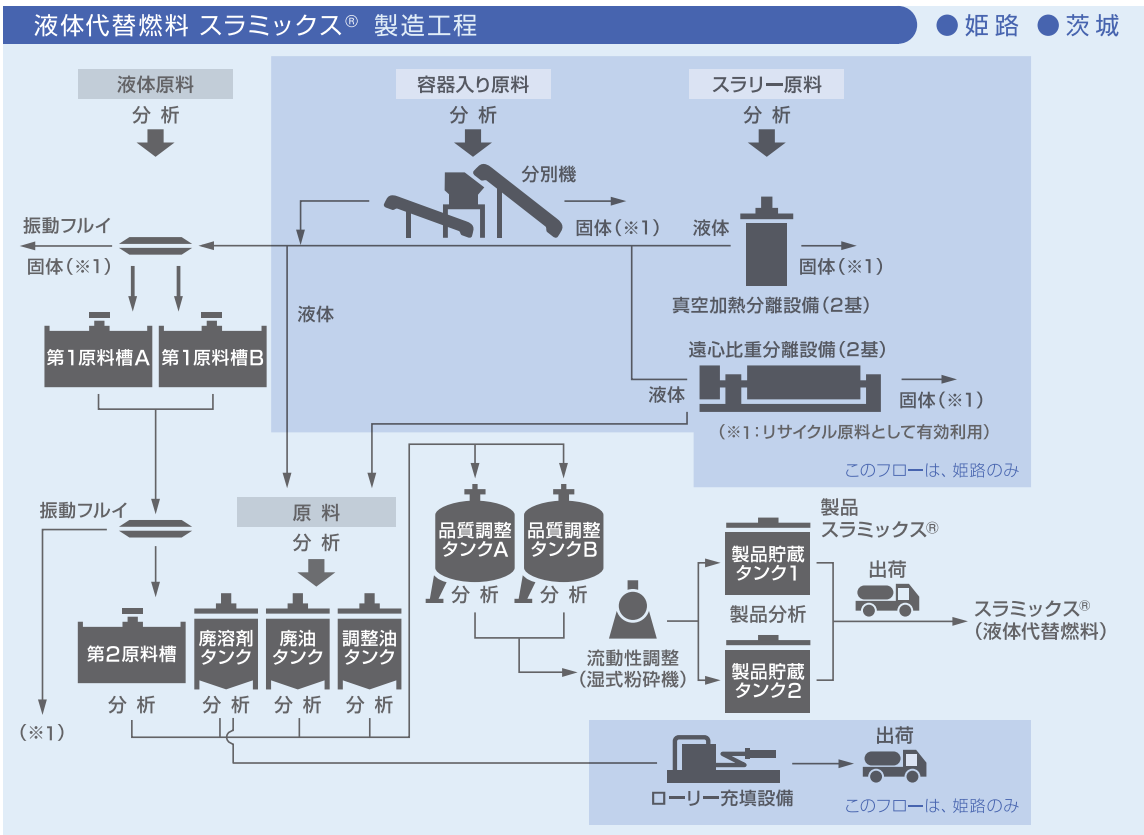 液体代替燃料 スラミックス® 製造工程
●姫路 ●茨城
液体原料
分析
容器入り原料
分析
スラリー原料
分析
分別機
固体(※1)
振動フルイ
固体(※1)
液体
固体(※1)
真空加熱分離設備(2基)
液体
第1原料槽A
第1原料槽B
遠心比重分離設備(2基)
液体
固体(※1)
(※1:リサイクル原料として有効利用)
このフローは、姫路のみ
振動フルイ
原料
分析
品質調整
タンクA
分析
品質調整
タンクB
分析
製品
スラミックス®
製品貯蔵
タンク1
製品分析
製品貯蔵
タンク2
出荷
スラミックス®
(液体代替燃料)
流動性調整
(湿式粉砕機)
第2原料槽
分析
廃溶剤
タンク
分析
廃油
タンク
分析
調整油
タンク
分析
(※1)
ローリー充填設備
出荷
このフローは、姫路のみ